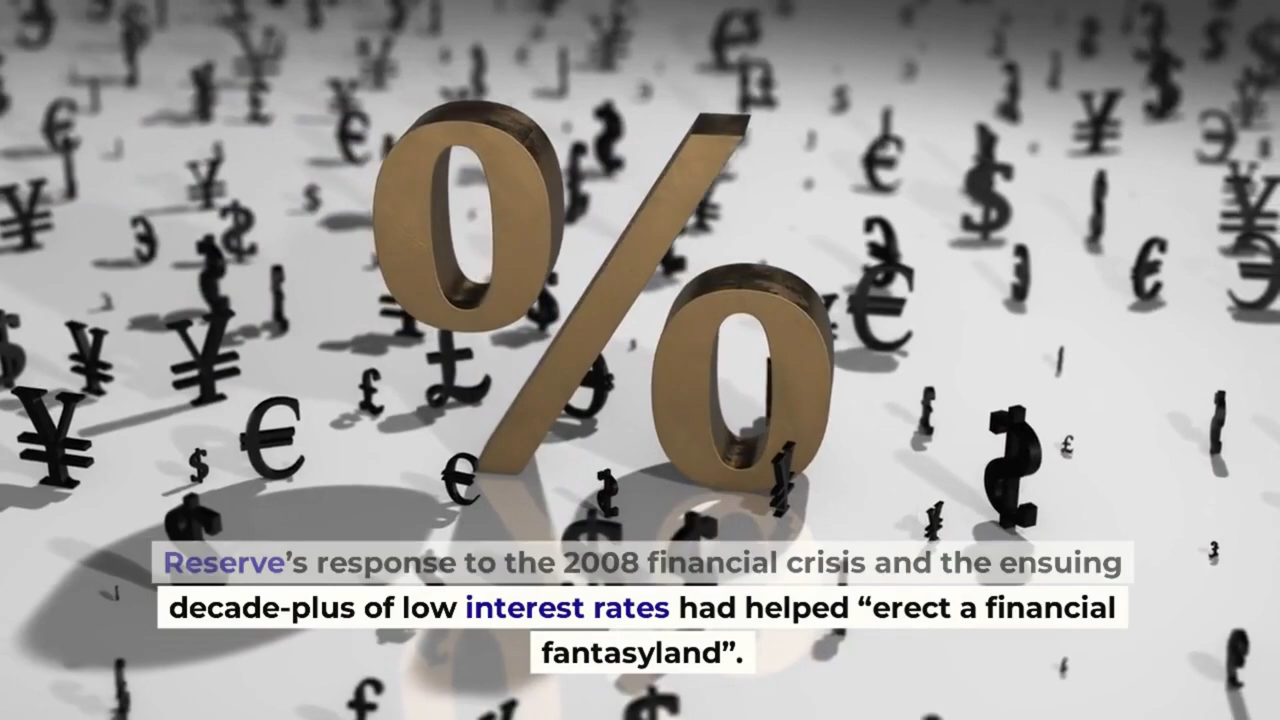 Reserve’s response to the 2008 financial crisis and the ensuing
decade-plus of low interest rates had helped “erect a financial
fantasyland”.